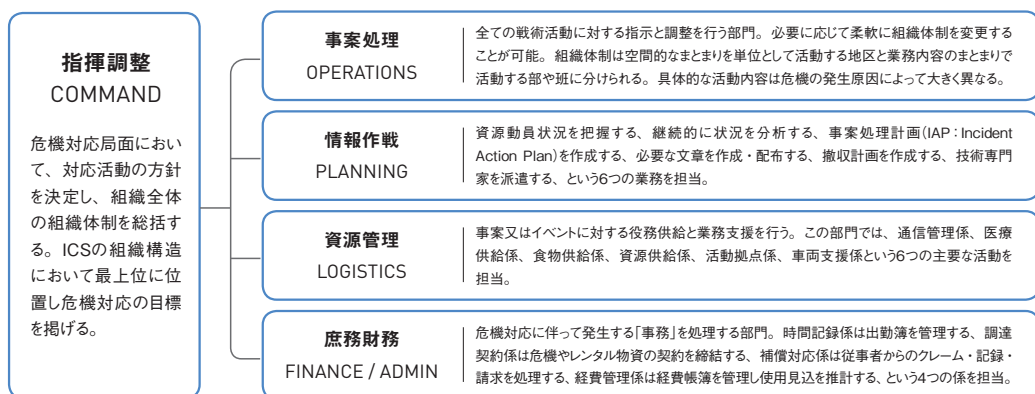 指揮調整
COMMAND
危機対応局面におい
て、対応活動の方針
を決定し、組織全体
の組織体制を総括す
る。ICSの組織構造
において最上位に位
置し危機対応の目標
を掲げる。
事案処理
OPERATIONS
全ての戦術活動に対する指示と調整を行う部門。必要に応じて柔軟に組織体制を変更する
ことが可能。組織体制は空間的なまとまりを単位として活動する地区と業務内容のまとまりで
活動する部や班に分けられる。具体的な活動内容は危機の発生原因によって大きく異なる。
情報作戦
PLANNING
資源動員状況を把握する、継続的に状況を分析する、事案処理計画(IAP:Incident
Action Plan)を作成する、必要な文章を作成・配布する、撤収計画を作成する、技術専門
家を派遣する、という6つの業務を担当。
資源管理
LOGISTICS
事案又はイベントに対する役務供給と業務支援を行う。この部門では、通信管理係、医療
供給係、食物供給係、資源供給係、活動拠点係、車両支援係という6つの主要な活動を
担当。
庶務財務
FINANCE / ADMIN
危機対応に伴って発生する「事務」を処理する部門。時間記録係は出勤簿を管理する、調達
契約係は危機やレンタル物資の契約を締結する、補償対応係は従事者からのクレーム・記録・
請求を処理する、経費管理係は経費帳簿を管理し使用見込を推計する、という4つの係を担当。